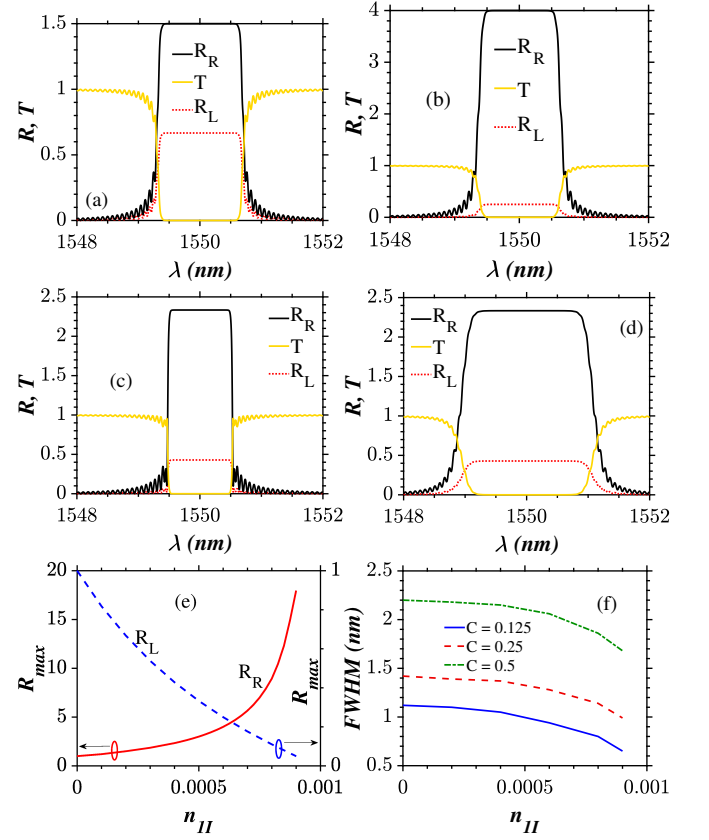 1.5
1
0.5
0
R, T
R_R
T
R_L
(a)
1548 1550 1552
λ (nm)
4
3
2
1
0
R, T
R_R
T
R_L
(b)
1548 1550 1552
λ (nm)
2.5
2
1.5
1
0.5
0
R, T
R_R
T
R_L
(c)
1548 1550 1552
λ (nm)
2.5
2
1.5
1
0.5
0
R, T
R_R
T
R_L
(d)
1548 1550 1552
λ (nm)
20
15
10
5
0
R_max
(e)
R_L
R_R
1
0
R_max
0 0.0005 0.001
n_1I
2.5
2
1.5
1
0.5
FWHM (nm)
(f)
C = 0.125
C = 0.25
C = 0.5
0 0.0005 0.001
n_1I